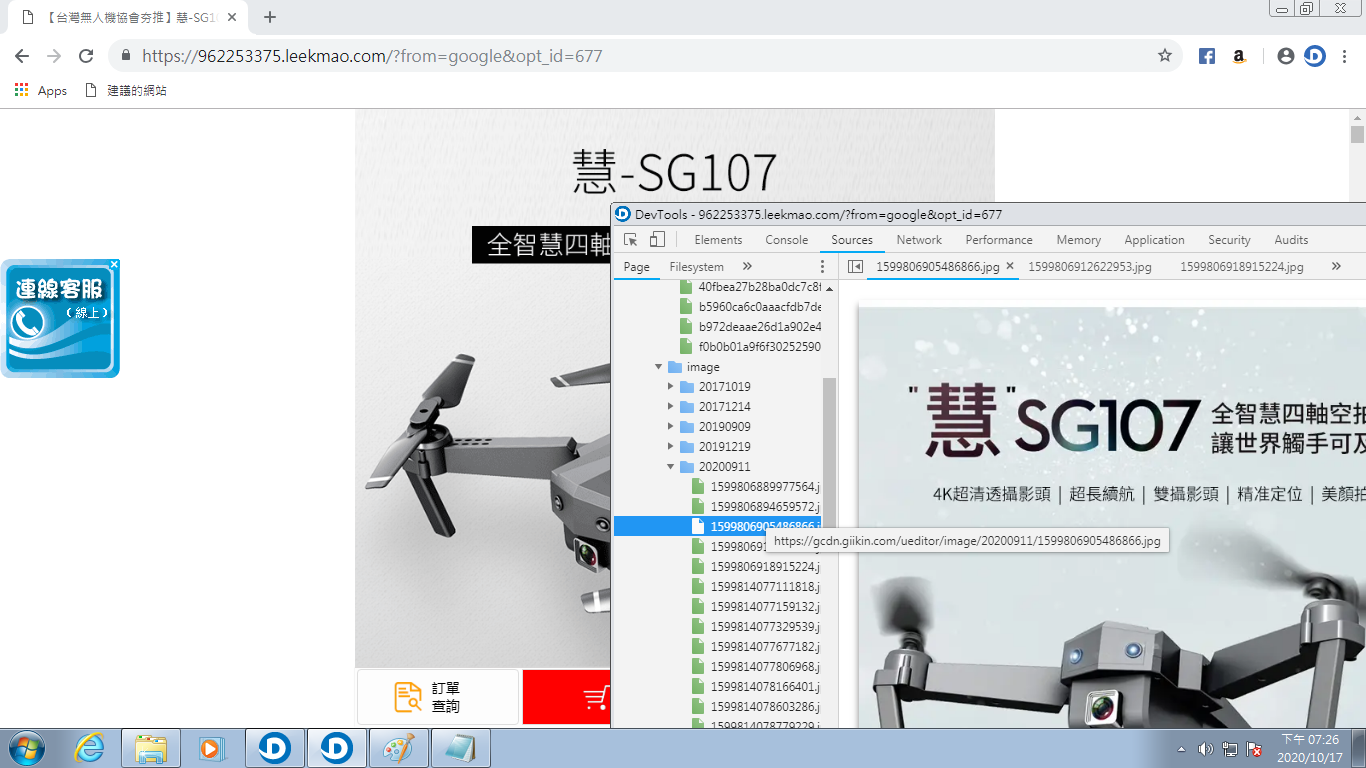 【台灣無人機協會夯推】慧-SG10
https://962253375.leekmao.com/?from=google&opt_id=677
Apps
建議的網站
慧-SG107
全智慧四軸
連線客服
(線上)
訂單
查詢
DevTools - 962253375.leekmao.com/?from=google&opt_id=677
Elements Console Sources Network Performance Memory Application Security Audits
Page Filesystem »
1599806905486866.jpg × 1599806912622953.jpg 1599806918915224.jpg »
40fbea27b28ba0dc7c8f
b5960ca6c0aaacfdb7de
b972deaae26d1a902e4
f0b0b01a9f6f30252590
image
20171019
20171214
20190909
20191219
20200911
1599806889977564.j
1599806894659572.j
1599806905486866.j
https://gcdn.giikin.com/ueditor/image/20200911/1599806905486866.jpg
15998069
1599806918915224.j
1599814077111818.j
1599814077159132.j
1599814077329539.j
1599814077677182.j
1599814077806968.j
1599814078166401.j
1599814078603286.j
1599814078779229.j
"慧"SG107
全智慧四軸空拍
讓世界觸手可及
4K超清透攝影頭 | 超長續航 | 雙攝影頭 | 精准定位 | 美顏拍
下午 07:26
2020/10/17